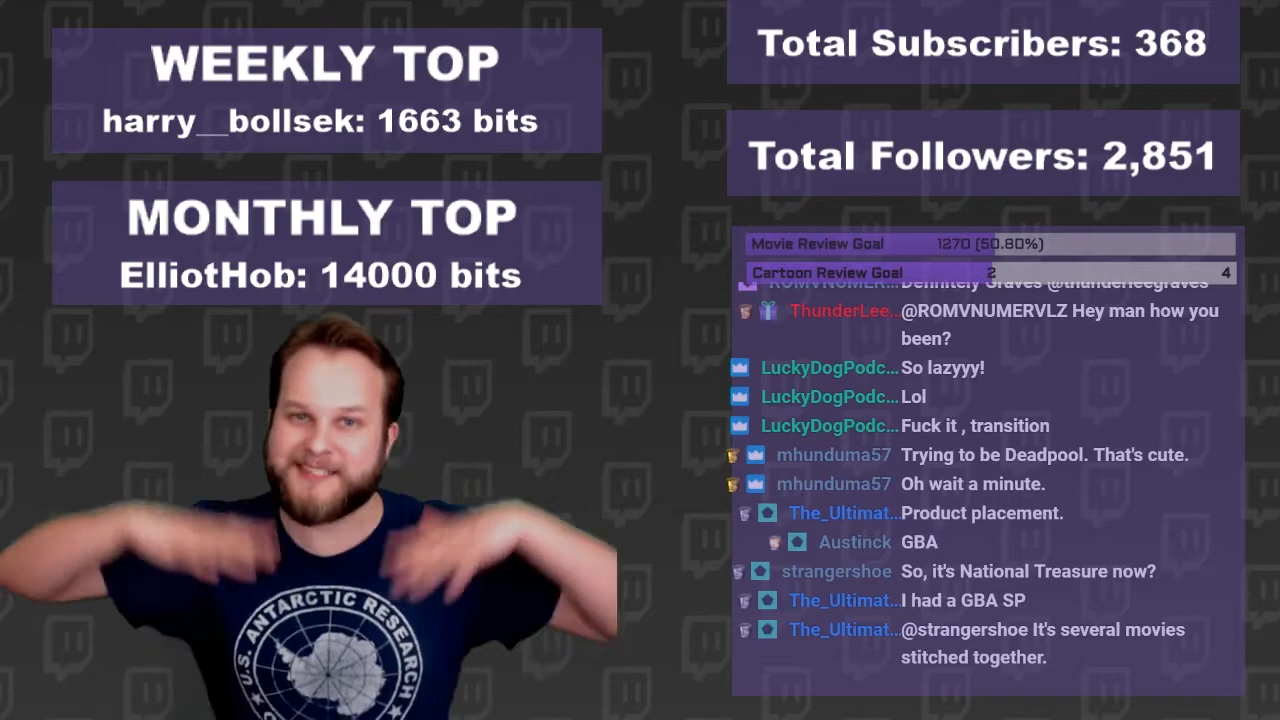 WEEKLY TOP
harry__bollsek: 1663 bits
MONTHLY TOP
ElliotHob: 14000 bits
U.S. ANTARCTIC RESEARCH
Total Subscribers: 368
Total Followers: 2,851
Movie Review Goal 1270 (50.80%)
Cartoon Review Goal 2 4
ROMVNUMER... Definitely Graves @thunderleegraves
ThunderLee... @ROMVNUMERVLZ Hey man how you
been?
LuckyDogPodc... So lazyyy!
LuckyDogPodc... Lol
LuckyDogPodc... Fuck it , transition
mhunduma57 Trying to be Deadpool. That's cute.
mhunduma57 Oh wait a minute.
The_Ultimat... Product placement.
Austinck GBA
strangershoe So, it's National Treasure now?
The_Ultimat... I had a GBA SP
The_Ultimat... @strangershoe It's several movies
stitched together.